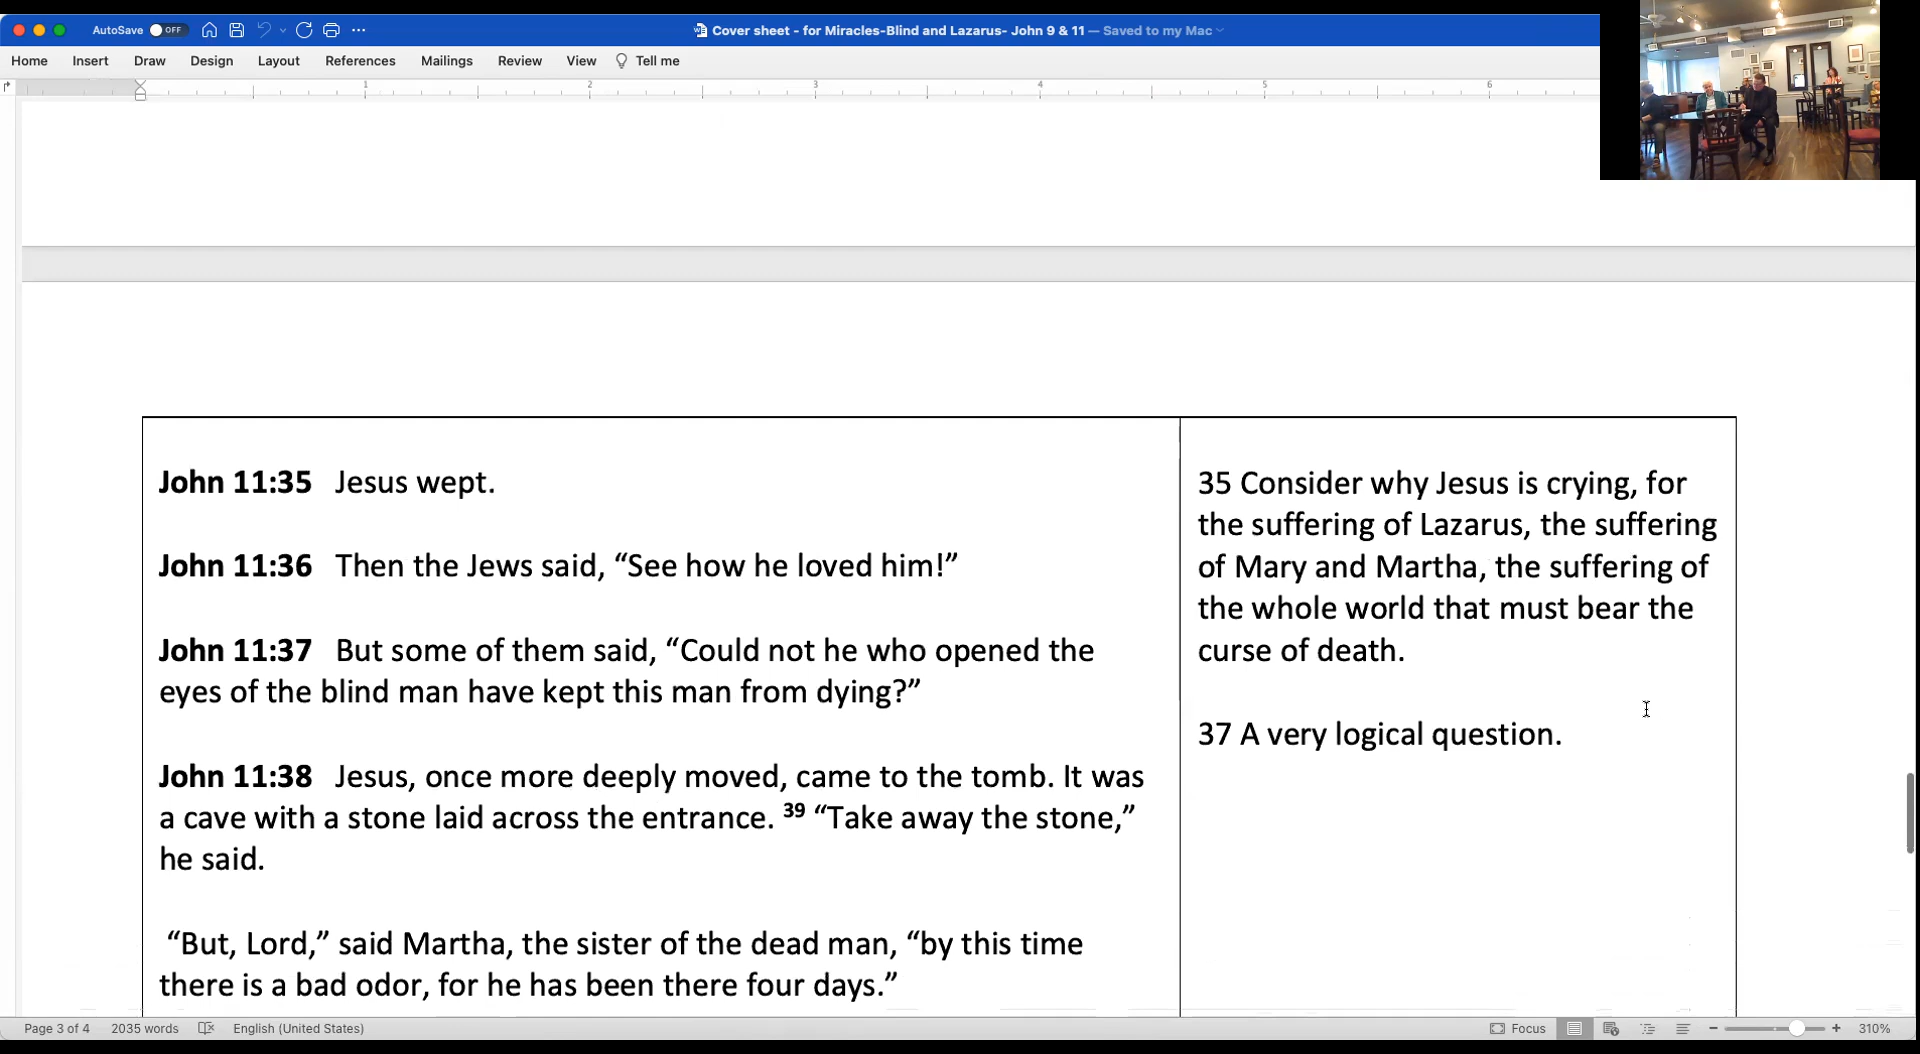 AutoSave OFF
Cover sheet - for Miracles-Blind and Lazarus- John 9 & 11 — Saved to my Mac
Home Insert Draw Design Layout References Mailings Review View Tell me
1 2 3 4 5 6
John 11:35 Jesus wept.
John 11:36 Then the Jews said, “See how he loved him!”
John 11:37 But some of them said, “Could not he who opened the
eyes of the blind man have kept this man from dying?”
John 11:38 Jesus, once more deeply moved, came to the tomb. It was
a cave with a stone laid across the entrance. 39 “Take away the stone,”
he said.
“But, Lord,” said Martha, the sister of the dead man, “by this time
there is a bad odor, for he has been there four days.”
35 Consider why Jesus is crying, for
the suffering of Lazarus, the suffering
of Mary and Martha, the suffering of
the whole world that must bear the
curse of death.
37 A very logical question.
Page 3 of 4 2035 words English (United States) Focus 310%